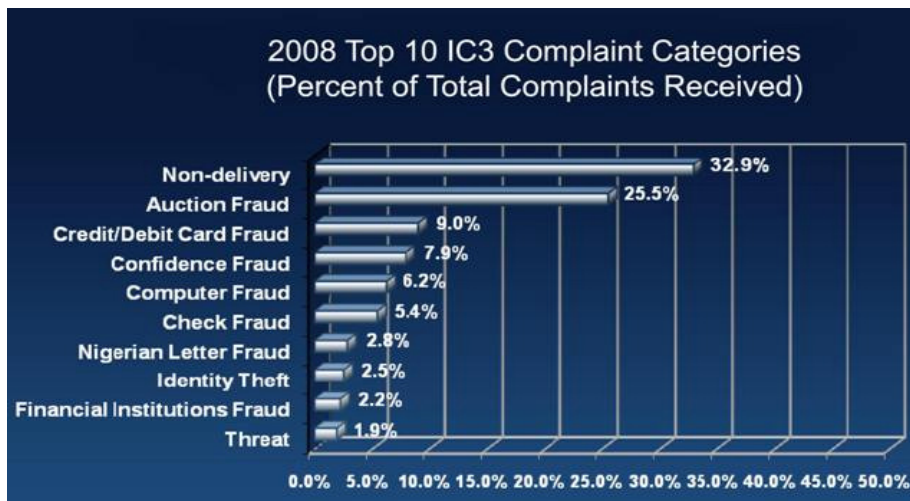 2008 Top 10 IC3 Complaint Categories
(Percent of Total Complaints Received)
Non-delivery 32.9%
Auction Fraud 25.5%
Credit/Debit Card Fraud 9.0%
Confidence Fraud 7.9%
Computer Fraud 6.2%
Check Fraud 5.4%
Nigerian Letter Fraud 2.8%
Identity Theft 2.5%
Financial Institutions Fraud 2.2%
Threat 1.9%
0.0% 5.0% 10.0% 15.0% 20.0% 25.0% 30.0% 35.0% 40.0% 45.0% 50.0%